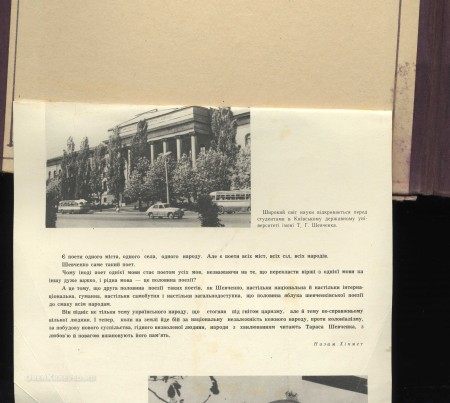 Широкий світ науки відкривається перед
студентами в Київському державному уні-
верситеті імені Т. Г. Шевченка.
Є поети одного міста, одного села, одного народу. Але є поети всіх міст, всіх сіл, всіх народів.
Шевченко саме такий поет.
Чому іноді поет однієї мови стає поетом усіх мов, незважаючи на те, що перекласти вірші з однієї мови на
іншу дуже важко. І рідна мова — це половина поезії?
А це тому, що друга половина поезії таких поетів, як Шевченко, настільки національна й настільки інтерна-
ціональна, гуманна, настільки самобутня і настільки загальнолюдська, що половина яблука шевченківської поезії
до смаку всім народам.
Він підніс не тільки тему українського народу, що стогнав під гнітом царизму, але й тему по-справжньому
вільної людини. І тепер, коли на землі йде бій за національну незалежність кожного народу, проти колоніалізму,
за побудову нового суспільства, гідного визволеної людини, народи з хвилюванням читають Тараса Шевченка, з
любов'ю й повагою вшановують його пам'ять.
Назим Хікмет